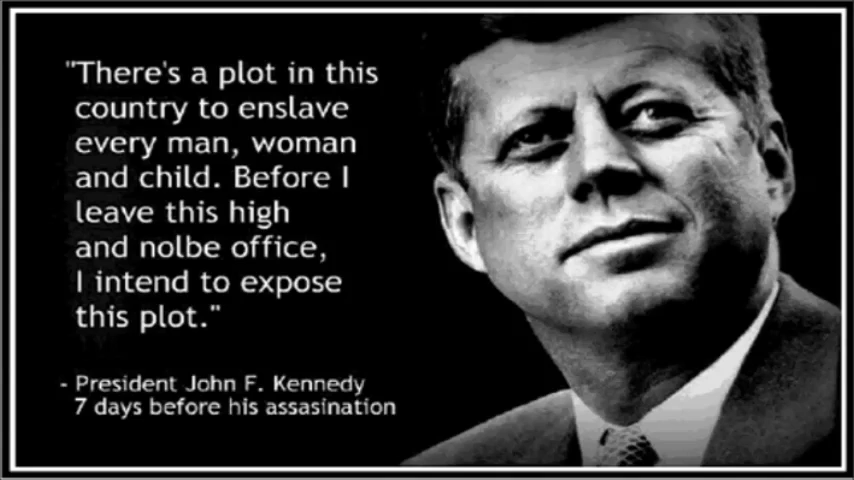 "There's a plot in this
country to enslave
every man, woman
and child. Before I
leave this high
and nolbe office,
I intend to expose
this plot."
- President John F. Kennedy
7 days before his assasination